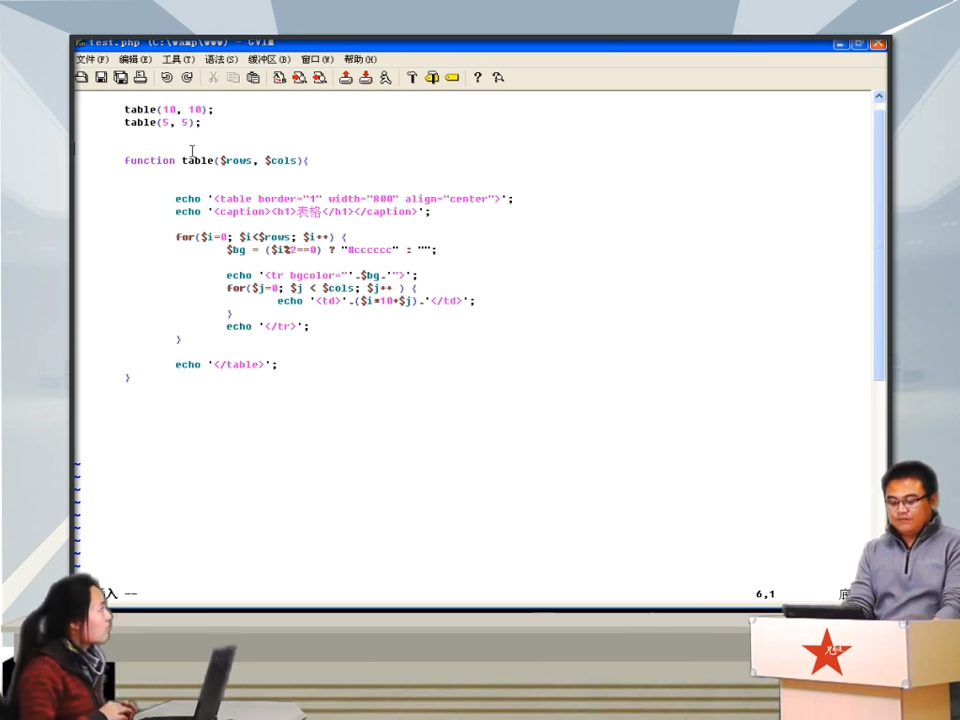 test.php (C:\wamp\www) - GVIM
文件(F) 编辑(E) 工具(T) 语法(S) 缓冲区(B) 窗口(W) 帮助(H)
table(10, 10);
table(5, 5);
function table($rows, $cols){
echo '<table border="1" width="800" align="center">';
echo '<caption><h1>表格</h1></caption>';
for($i=0; $i<$rows; $i++) {
$bg = ($i%2==0) ? "#cccccc" : "";
echo '<tr bgcolor="'.$bg.'">';
for($j=0; $j < $cols; $j++ ) {
echo '<td>'.($i*10+$j).'</td>';
}
echo '</tr>';
}
echo '</table>';
}
~
~
~
~
~
~
~
~
~
入 --
6,1
底